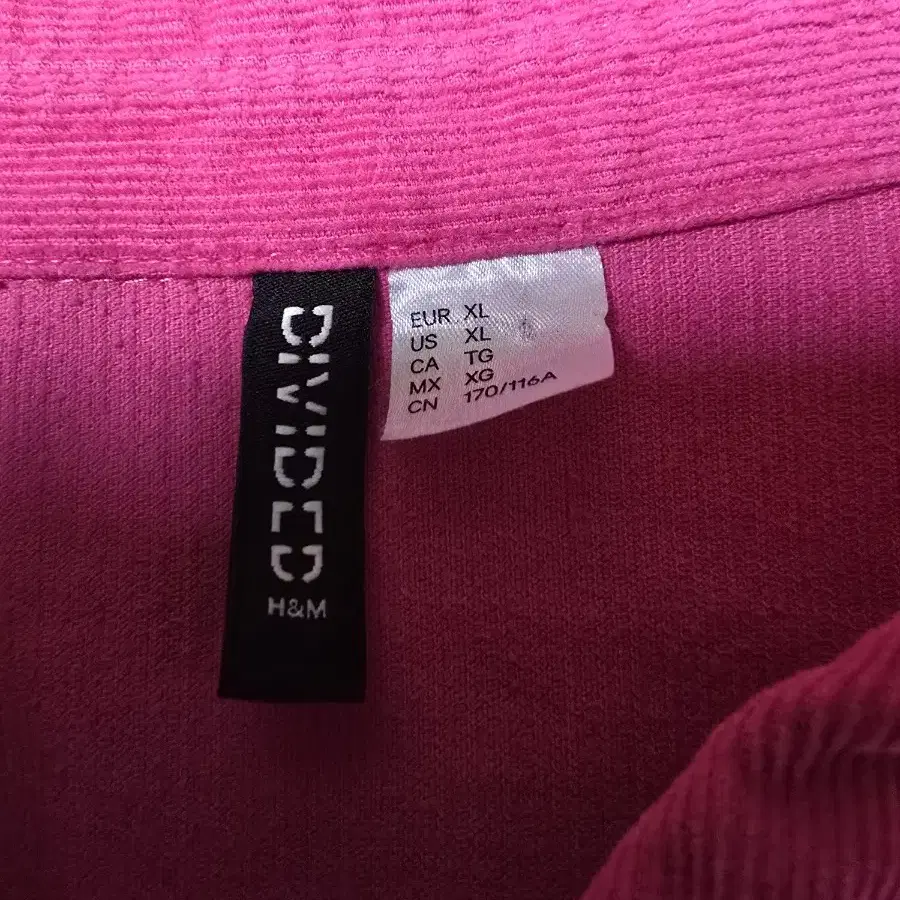 DIVIDED
H&M
EUR XL
US XL
CA TG
MX XG
CN 170/116A